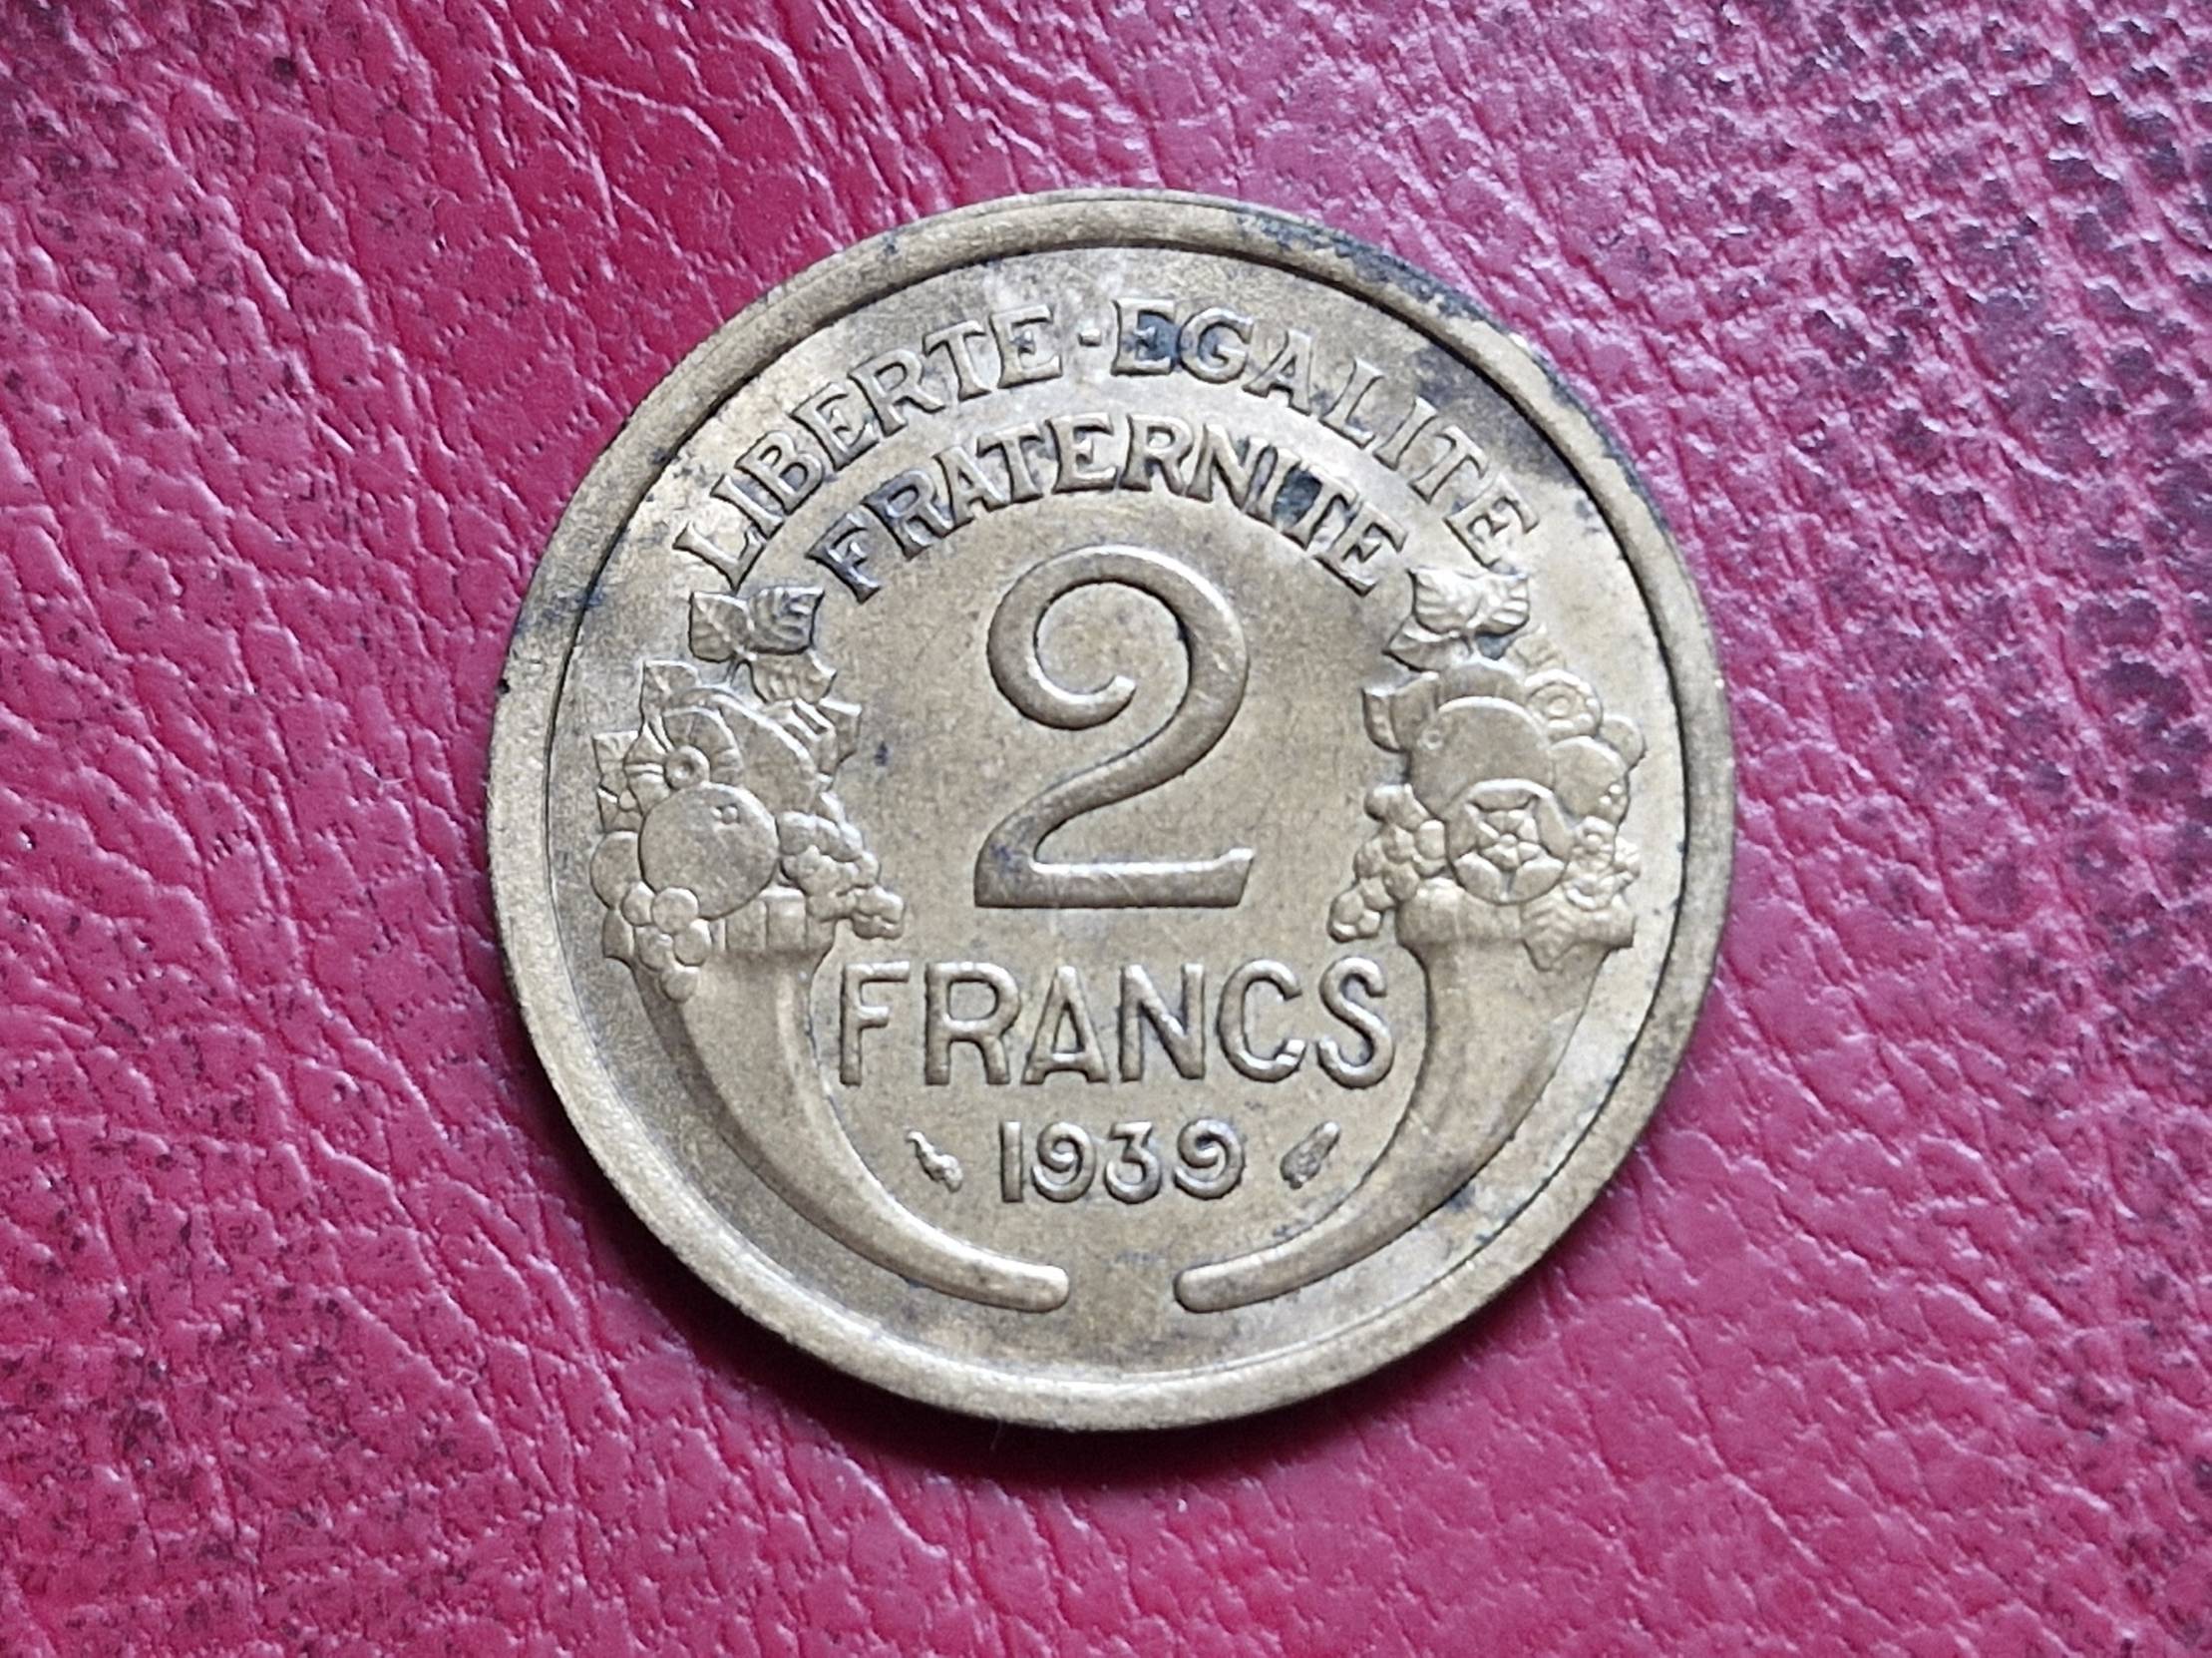 LIBERTE·EGALITE
FRATERNITE
2
FRANCS
1939